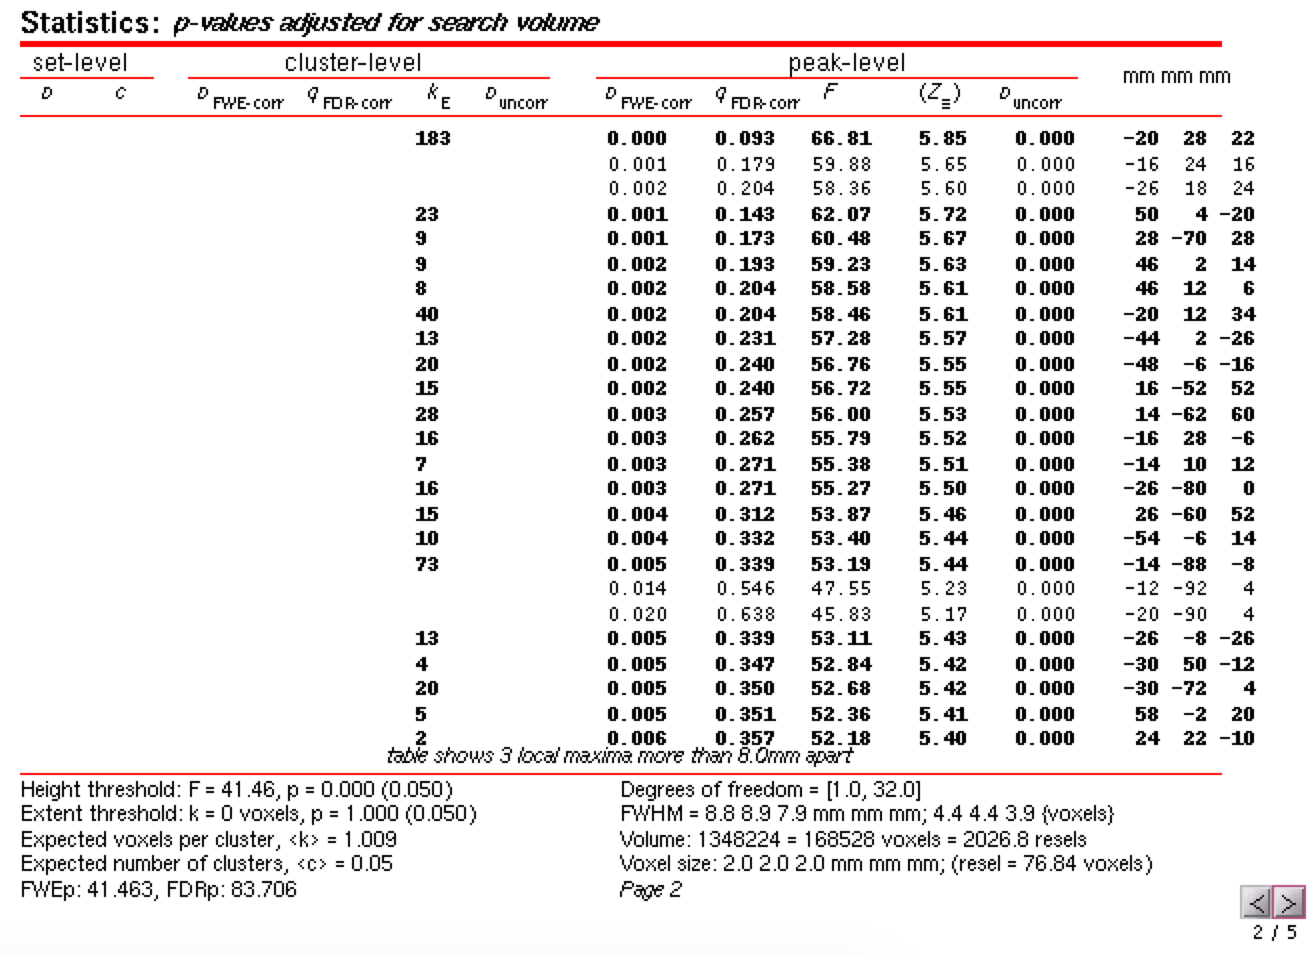 Statistics: p-values adjusted for search volume
set-level cluster-level peak-level mm mm mm
p c p FWE-corr q FDR-corr k E p uncorr p FWE-corr q FDR-corr F (Z≡) p uncorr
183 0.000 0.093 66.81 5.85 0.000 -20 28 22
0.001 0.179 59.88 5.65 0.000 -16 24 16
0.002 0.204 58.36 5.60 0.000 -26 18 24
23 0.001 0.143 62.07 5.72 0.000 50 4 -20
9 0.001 0.173 60.48 5.67 0.000 28 -70 28
9 0.002 0.193 59.23 5.63 0.000 46 2 14
8 0.002 0.204 58.58 5.61 0.000 46 12 6
40 0.002 0.204 58.46 5.61 0.000 -20 12 34
13 0.002 0.231 57.28 5.57 0.000 -44 2 -26
20 0.002 0.240 56.76 5.55 0.000 -48 -6 -16
15 0.002 0.240 56.72 5.55 0.000 16 -52 52
28 0.003 0.257 56.00 5.53 0.000 14 -62 60
16 0.003 0.262 55.79 5.52 0.000 -16 28 -6
7 0.003 0.271 55.38 5.51 0.000 -14 10 12
16 0.003 0.271 55.27 5.50 0.000 -26 -80 0
15 0.004 0.312 53.87 5.46 0.000 26 -60 52
10 0.004 0.332 53.40 5.44 0.000 -54 -6 14
73 0.005 0.339 53.19 5.44 0.000 -14 -88 -8
0.014 0.546 47.55 5.23 0.000 -12 -92 4
0.020 0.638 45.83 5.17 0.000 -20 -90 4
13 0.005 0.339 53.11 5.43 0.000 -26 -8 -26
4 0.005 0.347 52.84 5.42 0.000 -30 50 -12
20 0.005 0.350 52.68 5.42 0.000 -30 -72 4
5 0.005 0.351 52.36 5.41 0.000 58 -2 20
2 0.006 0.357 52.18 5.40 0.000 24 22 -10
table shows 3 local maxima more than 8.0mm apart
Height threshold: F = 41.46, p = 0.000 (0.050)
Extent threshold: k = 0 voxels, p = 1.000 (0.050)
Expected voxels per cluster, <k> = 1.009
Expected number of clusters, <c> = 0.05
FWEp: 41.463, FDRp: 83.706
Degrees of freedom = [1.0, 32.0]
FWHM = 8.8 8.9 7.9 mm mm mm; 4.4 4.4 3.9 {voxels}
Volume: 1348224 = 168528 voxels = 2026.8 resels
Voxel size: 2.0 2.0 2.0 mm mm mm; (resel = 76.84 voxels)
Page 2
< >
2 / 5